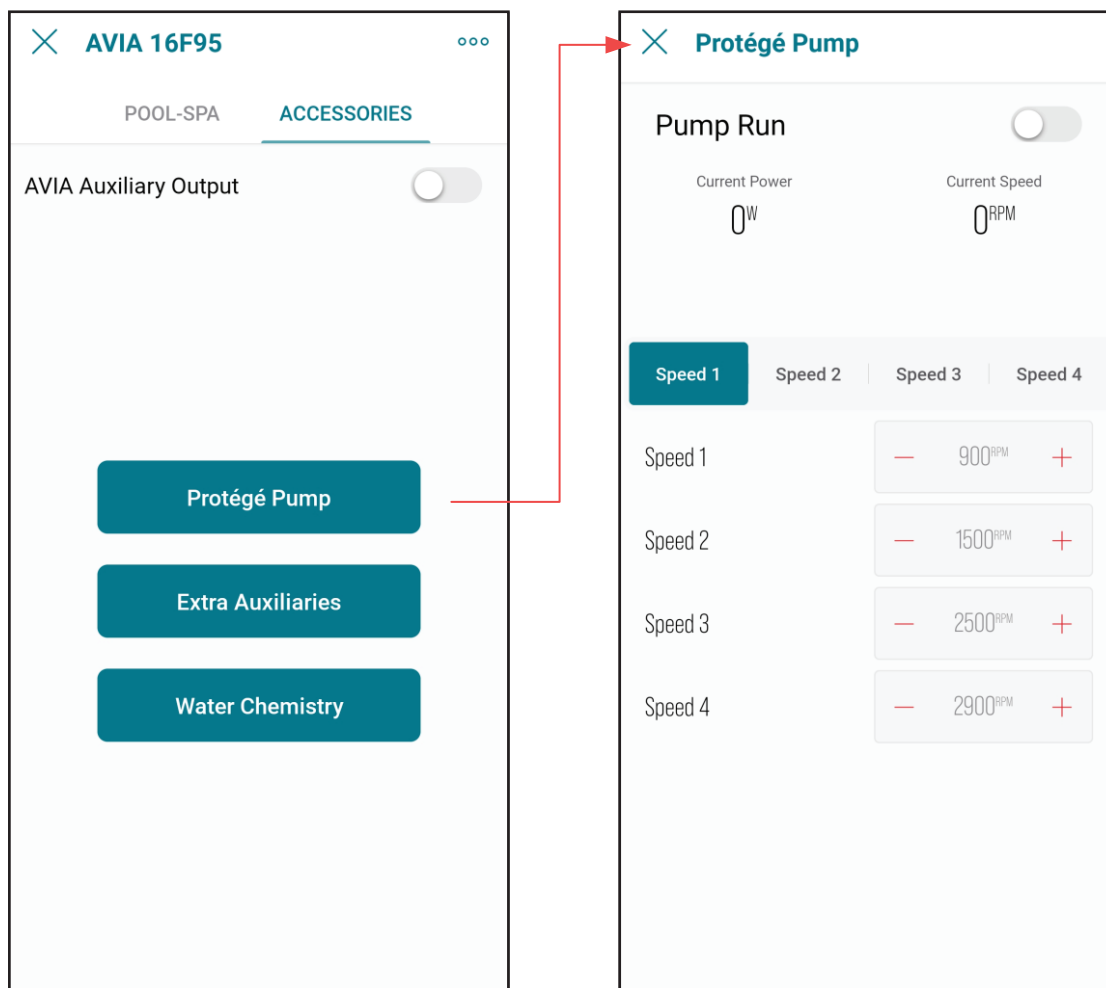 AVIA 16F95
POOL-SPA ACCESSORIES
AVIA Auxiliary Output
Protégé Pump
Extra Auxiliaries
Water Chemistry
Protégé Pump
Pump Run
Current Power Current Speed
0W 0RPM
Speed 1 Speed 2 Speed 3 Speed 4
Speed 1 − 900RPM +
Speed 2 − 1500RPM +
Speed 3 − 2500RPM +
Speed 4 − 2900RPM +